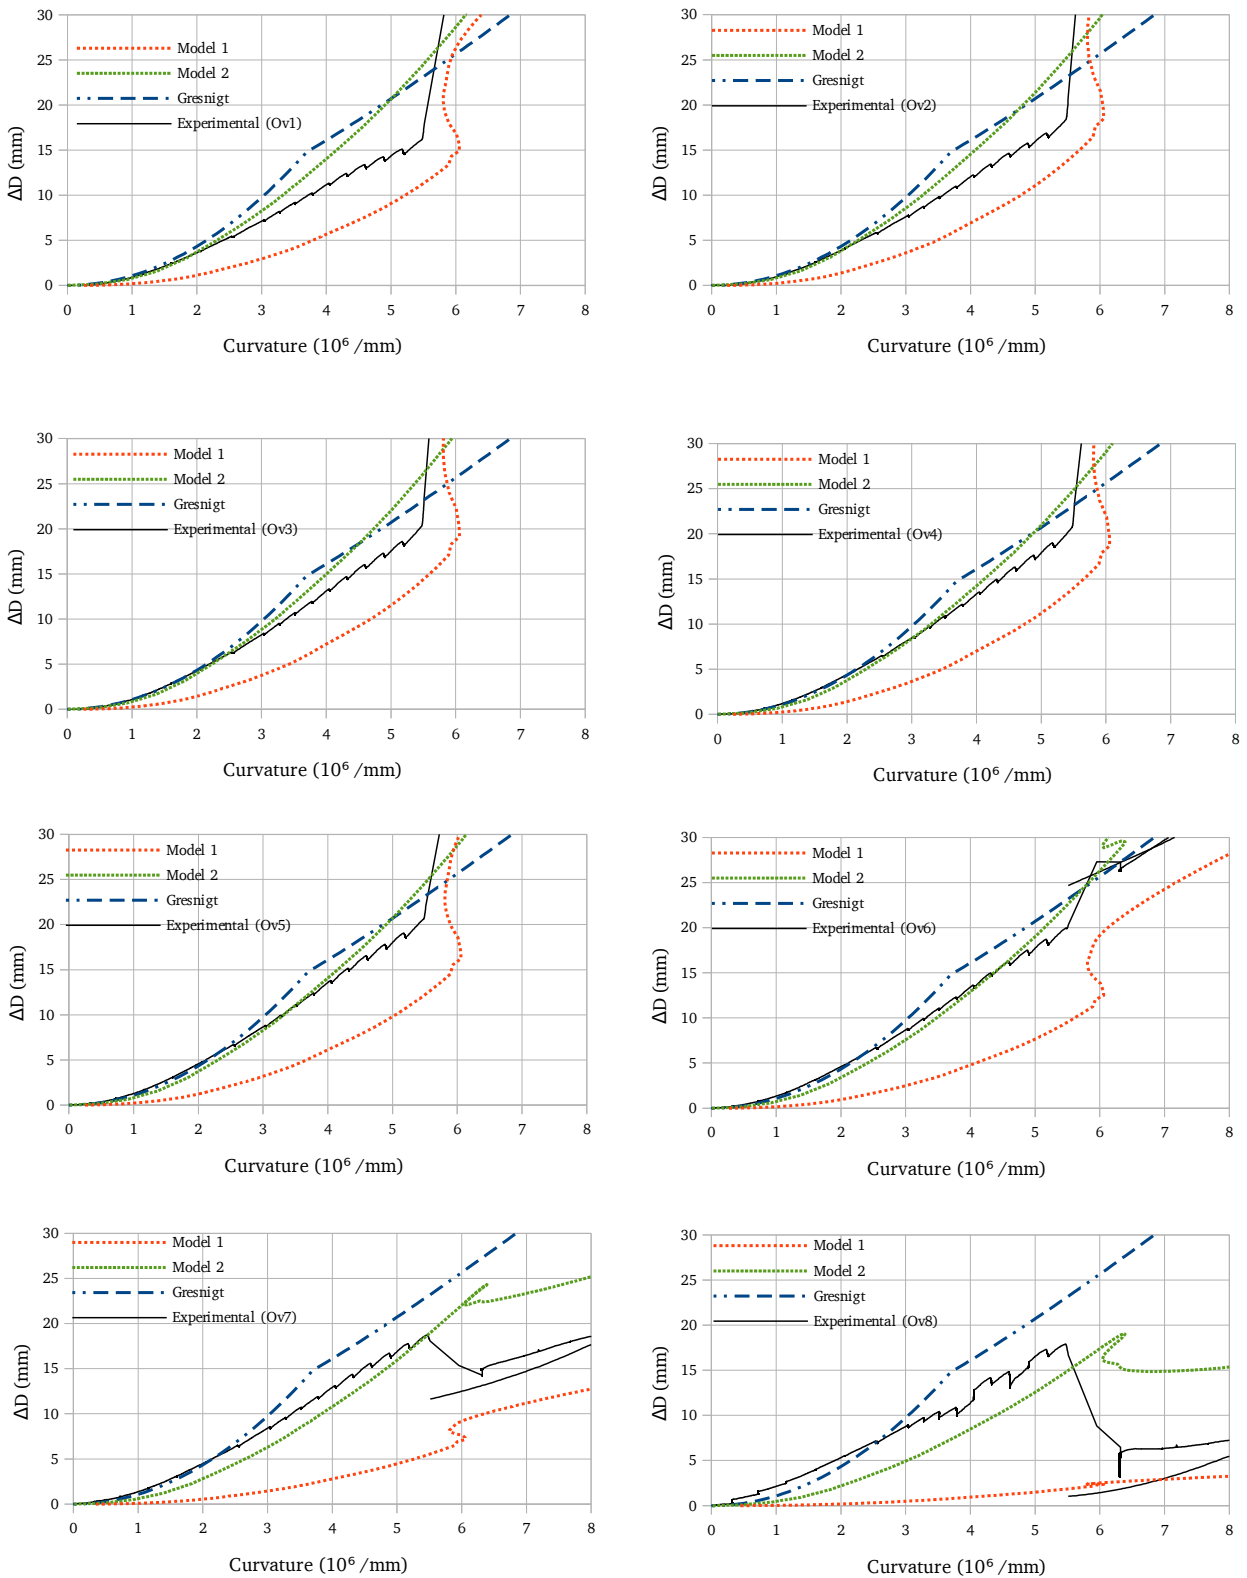 30
25
20
15
10
5
0
0 1 2 3 4 5 6 7 8
ΔD (mm)
Curvature (10⁶ /mm)
Model 1
Model 2
Gresnigt
Experimental (Ov1)
30
25
20
15
10
5
0
0 1 2 3 4 5 6 7 8
ΔD (mm)
Curvature (10⁶ /mm)
Model 1
Model 2
Gresnigt
Experimental (Ov2)
30
25
20
15
10
5
0
0 1 2 3 4 5 6 7 8
ΔD (mm)
Curvature (10⁶ /mm)
Model 1
Model 2
Gresnigt
Experimental (Ov3)
30
25
20
15
10
5
0
0 1 2 3 4 5 6 7 8
ΔD (mm)
Curvature (10⁶ /mm)
Model 1
Model 2
Gresnigt
Experimental (Ov4)
30
25
20
15
10
5
0
0 1 2 3 4 5 6 7 8
ΔD (mm)
Curvature (10⁶ /mm)
Model 1
Model 2
Gresnigt
Experimental (Ov5)
30
25
20
15
10
5
0
0 1 2 3 4 5 6 7 8
ΔD (mm)
Curvature (10⁶ /mm)
Model 1
Model 2
Gresnigt
Experimental (Ov6)
30
25
20
15
10
5
0
0 1 2 3 4 5 6 7 8
ΔD (mm)
Curvature (10⁶ /mm)
Model 1
Model 2
Gresnigt
Experimental (Ov7)
30
25
20
15
10
5
0
0 1 2 3 4 5 6 7 8
ΔD (mm)
Curvature (10⁶ /mm)
Model 1
Model 2
Gresnigt
Experimental (Ov8)